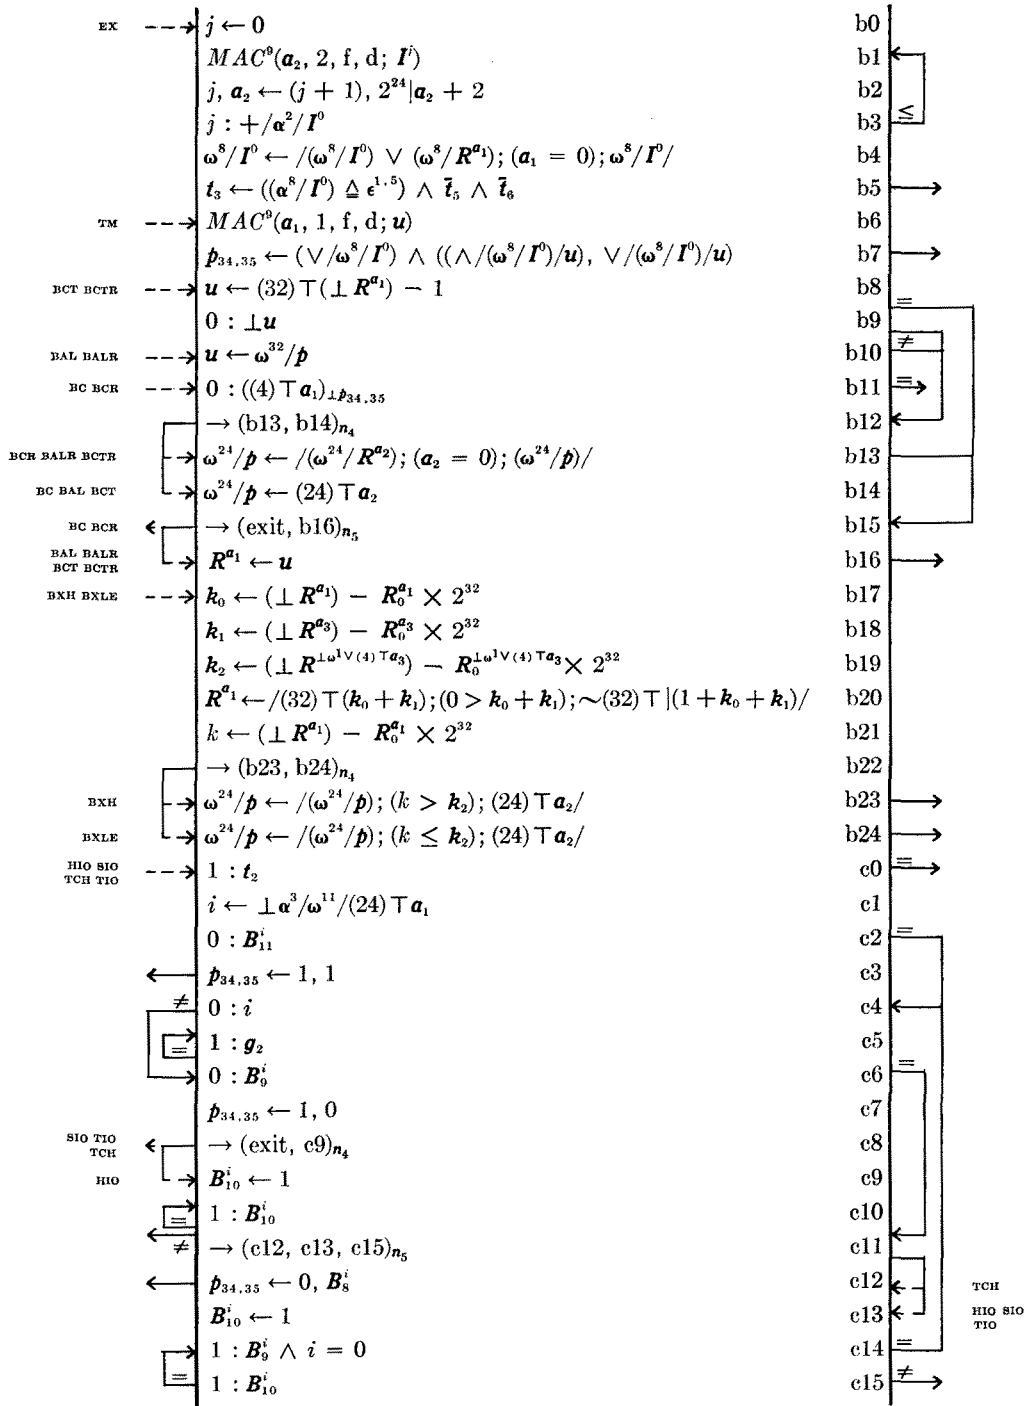 EX j ← 0 b0
MAC⁹(a₂, 2, f, d; Iʲ) b1
j, a₂ ← (j + 1), 2²⁴|a₂ + 2 b2
j : +/α²/I⁰ b3 ≤
ω⁸/I⁰ ← /(ω⁸/I⁰) ∨ (ω⁸/R^a₁); (a₁ = 0); ω⁸/I⁰/ b4
t₃ ← ((α⁸/I⁰) ≙ ε¹·⁵) ∧ t̄₅ ∧ t̄₆ b5
TM MAC⁹(a₁, 1, f, d; u) b6
p₃₄,₃₅ ← (∨/ω⁸/I⁰) ∧ ((∧/(ω⁸/I⁰)/u), ∨/(ω⁸/I⁰)/u) b7
BCT BCTR u ← (32)⊤(⊥R^a₁) − 1 b8
0 : ⊥u b9 =
BAL BALR u ← ω³²/p b10 ≠
BC BCR 0 : ((4)⊤a₁)_⊥p₃₄,₃₅ b11 =
→ (b13, b14)n₄ b12
BCR BALR BCTR ω²⁴/p ← /(ω²⁴/R^a₂); (a₂ = 0); (ω²⁴/p)/ b13
BC BAL BCT ω²⁴/p ← (24)⊤a₂ b14
BC BCR → (exit, b16)n₅ b15
BAL BALR
BCT BCTR R^a₁ ← u b16
BXH BXLE k₀ ← (⊥R^a₁) − R₀^a₁ × 2³² b17
k₁ ← (⊥R^a₃) − R₀^a₃ × 2³² b18
k₂ ← (⊥R^⊥ω¹∨(4)⊤a₃) − R₀^⊥ω¹∨(4)⊤a₃ × 2³² b19
R^a₁ ← /(32)⊤(k₀ + k₁); (0 > k₀ + k₁); ~(32)⊤|(1 + k₀ + k₁)/ b20
k ← (⊥R^a₁) − R₀^a₁ × 2³² b21
→ (b23, b24)n₄ b22
BXH ω²⁴/p ← /(ω²⁴/p); (k > k₂); (24)⊤a₂/ b23
BXLE ω²⁴/p ← /(ω²⁴/p); (k ≤ k₂); (24)⊤a₂/ b24
HIO SIO
TCH TIO 1 : t₂ c0 =
i ← ⊥α³/ω¹¹/(24)⊤a₁ c1
0 : B₁₁ⁱ c2 =
p₃₄,₃₅ ← 1, 1 c3
≠ 0 : i c4
= 1 : g₂ c5
0 : B₉ⁱ c6 =
p₃₄,₃₅ ← 1, 0 c7
SIO TIO
TCH → (exit, c9)n₄ c8
HIO B₁₀ⁱ ← 1 c9
= 1 : B₁₀ⁱ c10
≠ → (c12, c13, c15)n₅ c11
p₃₄,₃₅ ← 0, B₈ⁱ c12 TCH
B₁₀ⁱ ← 1 c13 HIO SIO
TIO
1 : B₉ⁱ ∧ i = 0 c14 =
= 1 : B₁₀ⁱ c15 ≠